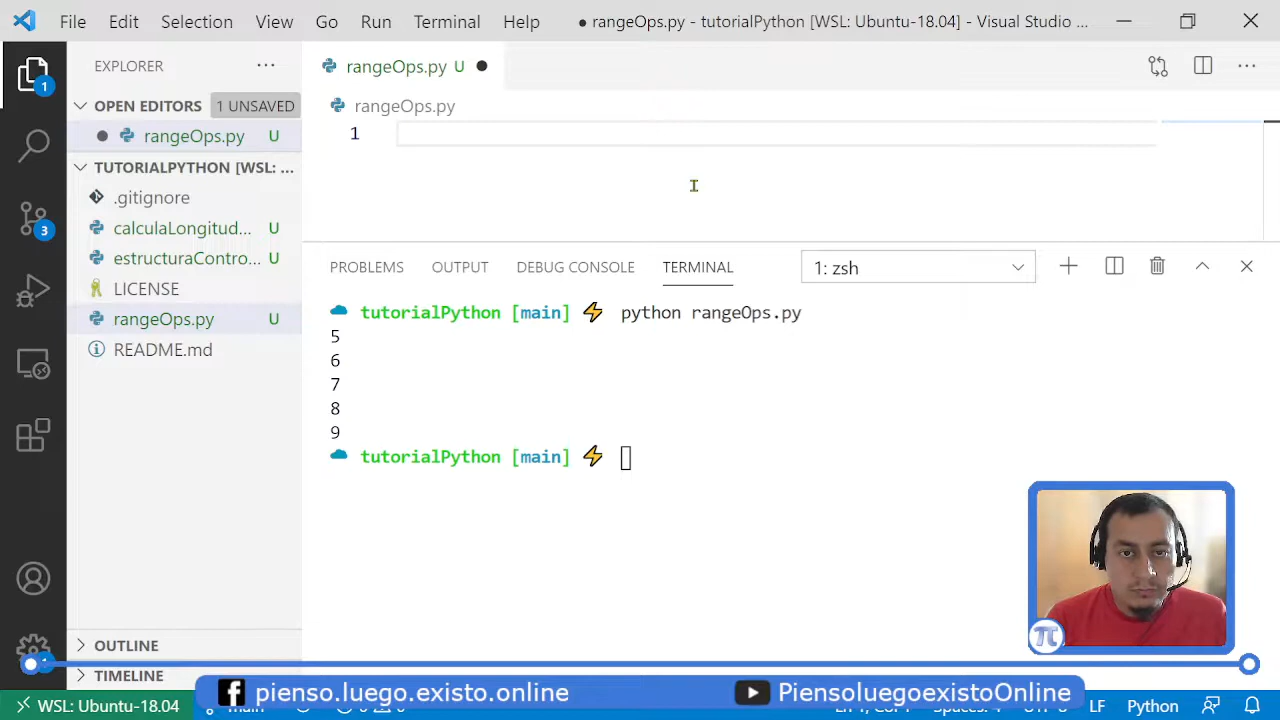 File Edit Selection View Go Run Terminal Help ● rangeOps.py - tutorialPython [WSL: Ubuntu-18.04] - Visual Studio ...
EXPLORER
rangeOps.py U
OPEN EDITORS 1 UNSAVED
rangeOps.py U
rangeOps.py
1
TUTORIALPYTHON [WSL: ...
.gitignore
calculaLongitud... U
estructuraContro... U
LICENSE
rangeOps.py U
README.md
1
3
PROBLEMS OUTPUT DEBUG CONSOLE TERMINAL 1: zsh
tutorialPython [main] ⚡ python rangeOps.py
5
6
7
8
9
tutorialPython [main] ⚡
π
OUTLINE
TIMELINE
pienso.luego.existo.online PiensoluegoexistoOnline
WSL: Ubuntu-18.04 LF Python